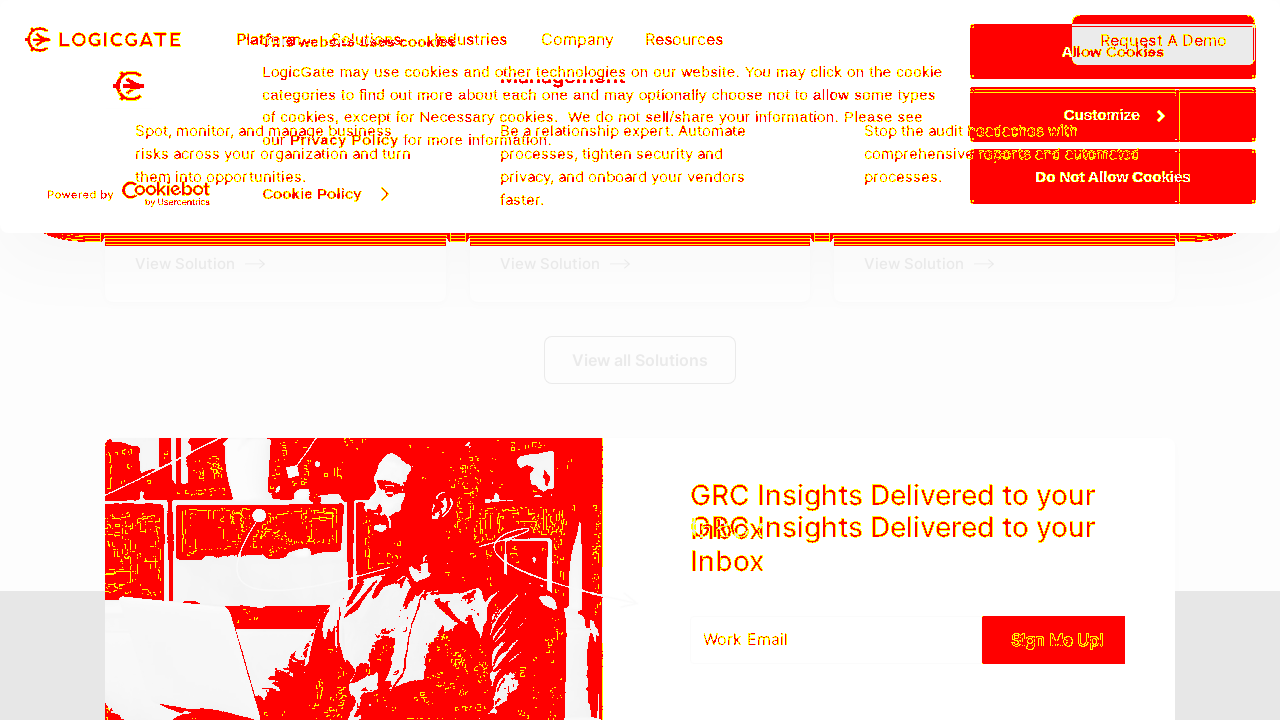 LOGICGATE
Platform Solutions Industries Company Resources
Request A Demo
This website uses cookies
Allow Cookies
LogicGate may use cookies and other technologies on our website. You may click on the cookie
categories to find out more about each one and may optionally choose not to allow some types
of cookies, except for Necessary cookies. We do not sell/share your information. Please see
our Privacy Policy for more information.
Management
Customize
Do Not Allow Cookies
Spot, monitor, and manage business
risks across your organization and turn
them into opportunities.
Be a relationship expert. Automate
processes, tighten security and
privacy, and onboard your vendors
faster.
Stop the audit headaches with
comprehensive reports and automated
processes.
Powered by Cookiebot
by Usercentrics
Cookie Policy
View Solution
View Solution
View Solution
View all Solutions
GRC Insights Delivered to your
Inbox
GRC Insights Delivered to your
Inbox
Work Email
Sign Me Up!